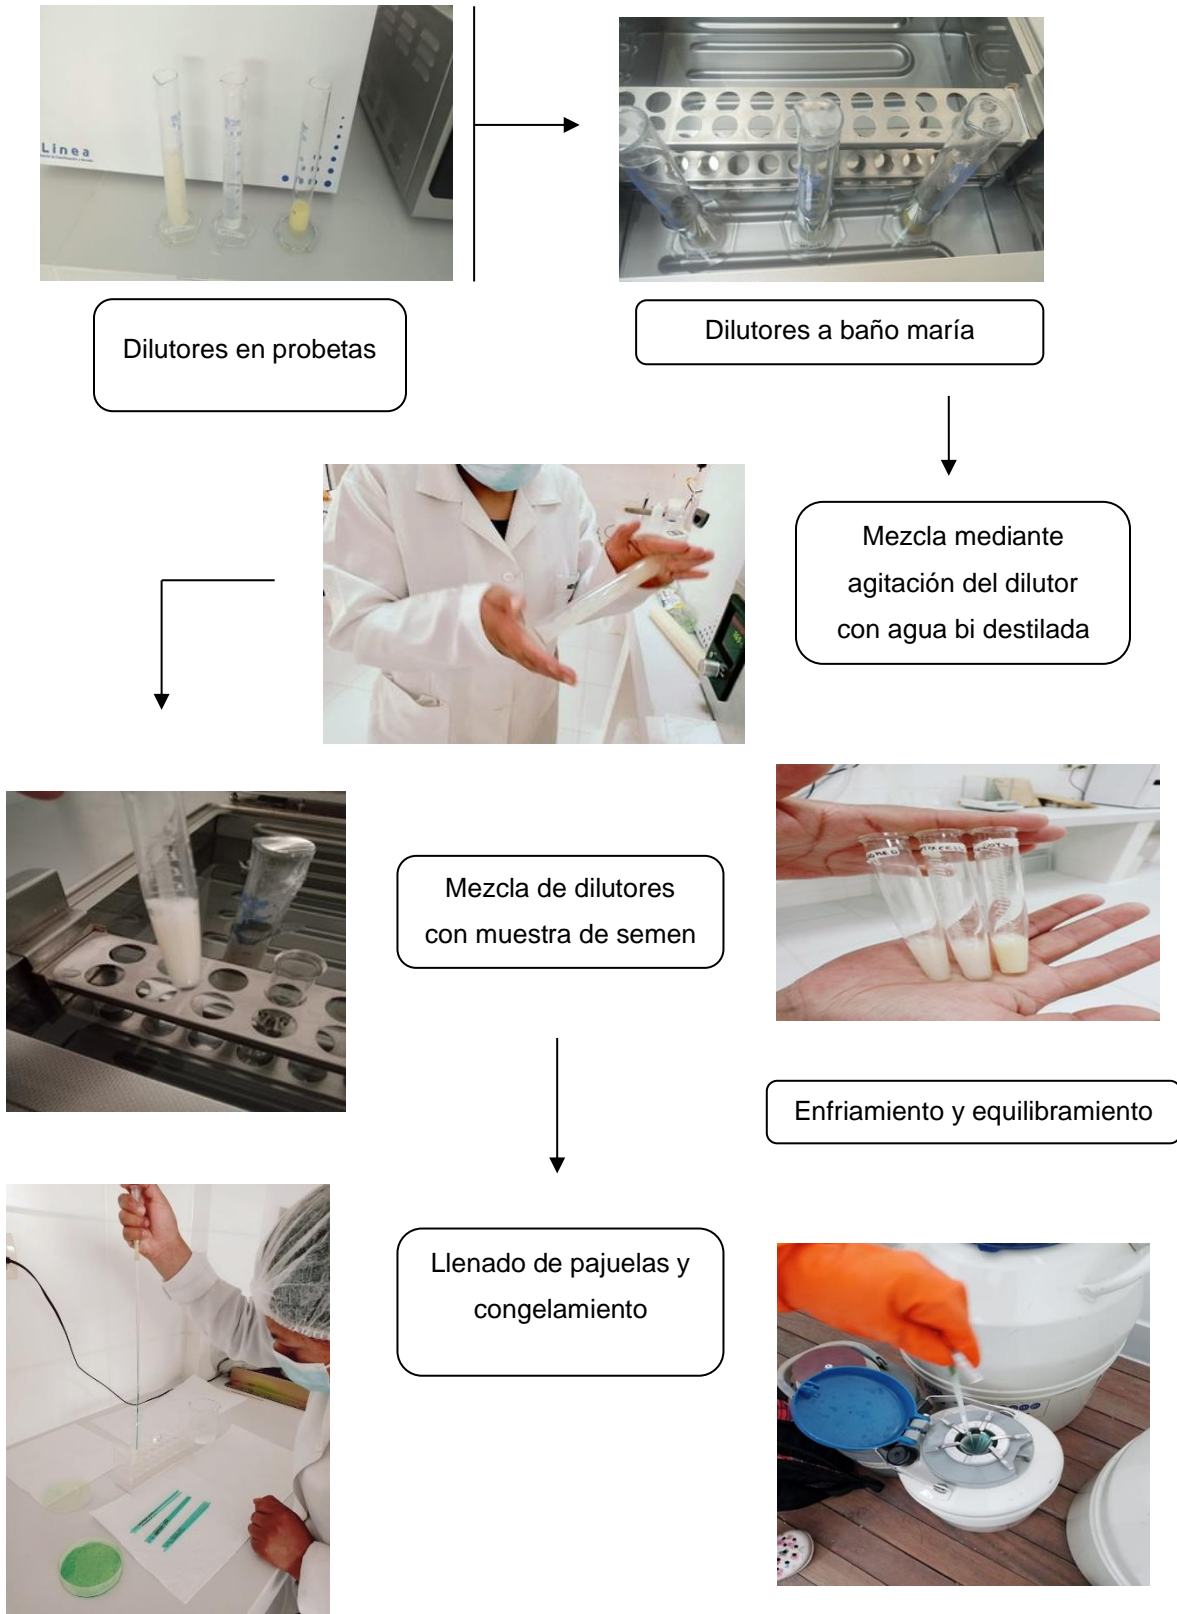 Linea
Dilutores en probetas
Dilutores a baño maría
Mezcla mediante
agitación del dilutor
con agua bi destilada
Mezcla de dilutores
con muestra de semen
Enfriamiento y equilibramiento
Llenado de pajuelas y
congelamiento